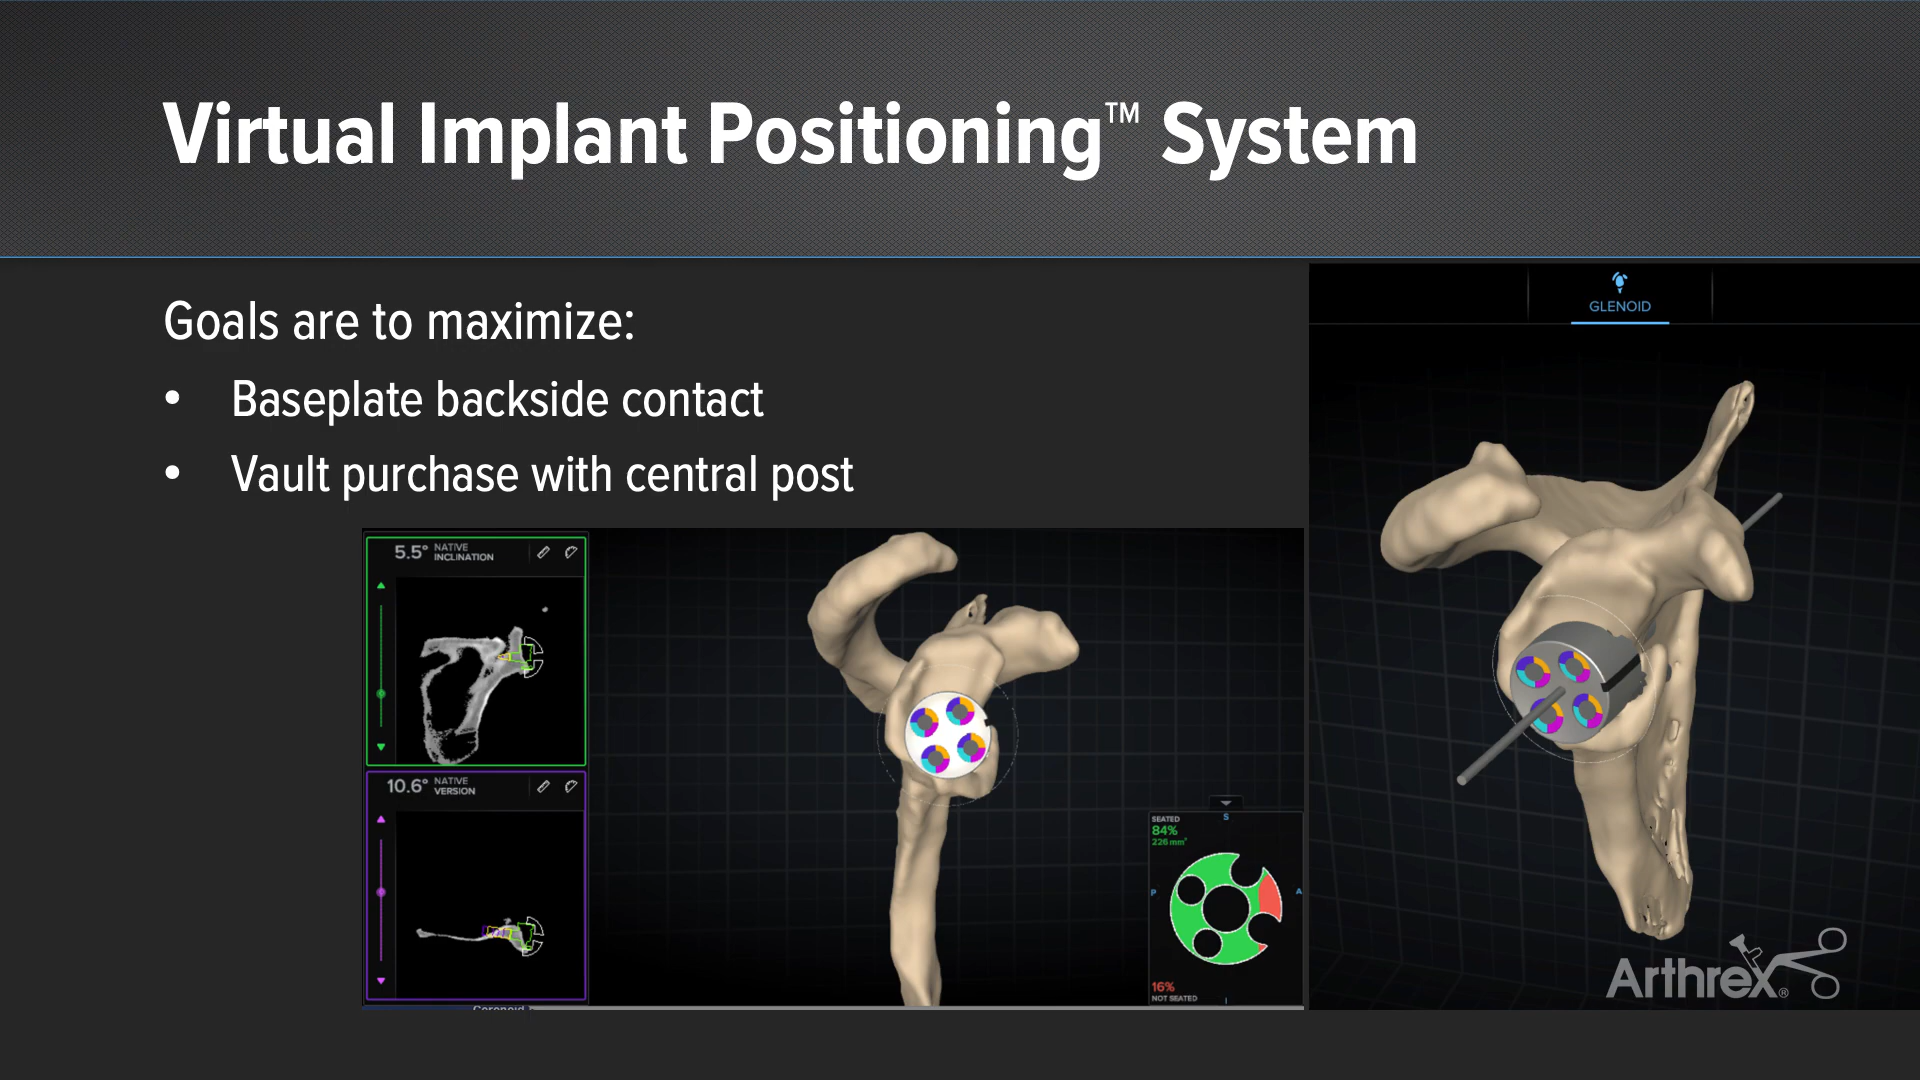 Virtual Implant Positioning™ System
Goals are to maximize:
• Baseplate backside contact
• Vault purchase with central post
GLENOID
5.5° NATIVE
INCLINATION
10.6° NATIVE
VERSION
SEATED
84%
226 mm²
S
P
A
I
16%
NOT SEATED
Coronoid
Arthrex®